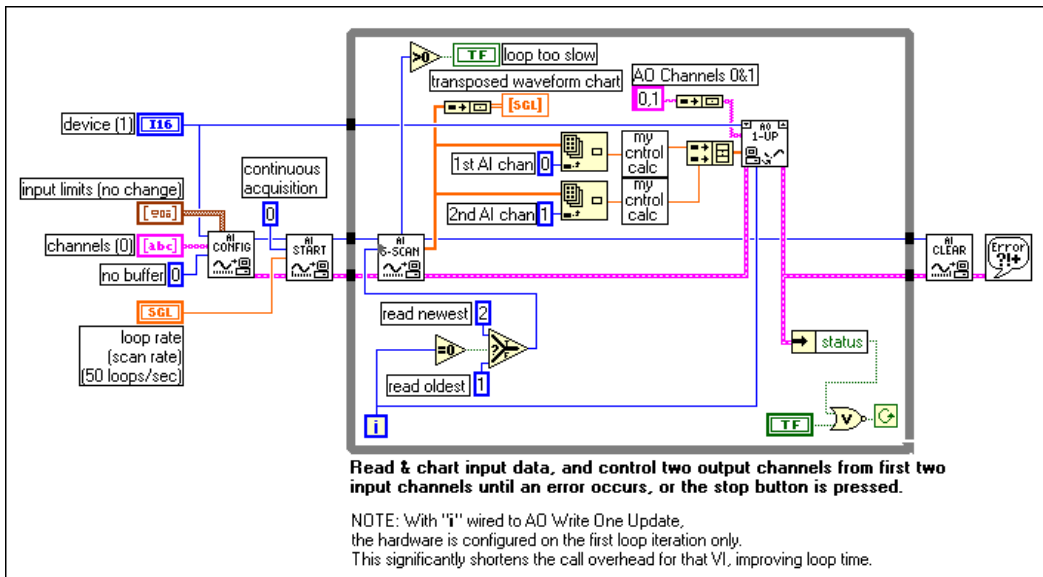 >0
TF
loop too slow
transposed waveform chart
[SGL]
AO Channels 0&1
0,1
AO
1-UP
device (1)
I16
1st AI chan
0
my
cntrol
calc
2nd AI chan
1
my
cntrol
calc
continuous
acquisition
0
input limits (no change)
channels (0)
[abc]
no buffer
0
AI
CONFIG
AI
START
AI
S-SCAN
AI
CLEAR
Error
?!+
SGL
loop rate
(scan rate)
(50 loops/sec)
read newest
2
=0
?
T
F
read oldest
1
status
i
TF
V
Read & chart input data, and control two output channels from first two
input channels until an error occurs, or the stop button is pressed.
NOTE: With "i" wired to AO Write One Update,
the hardware is configured on the first loop iteration only.
This significantly shortens the call overhead for that VI, improving loop time.